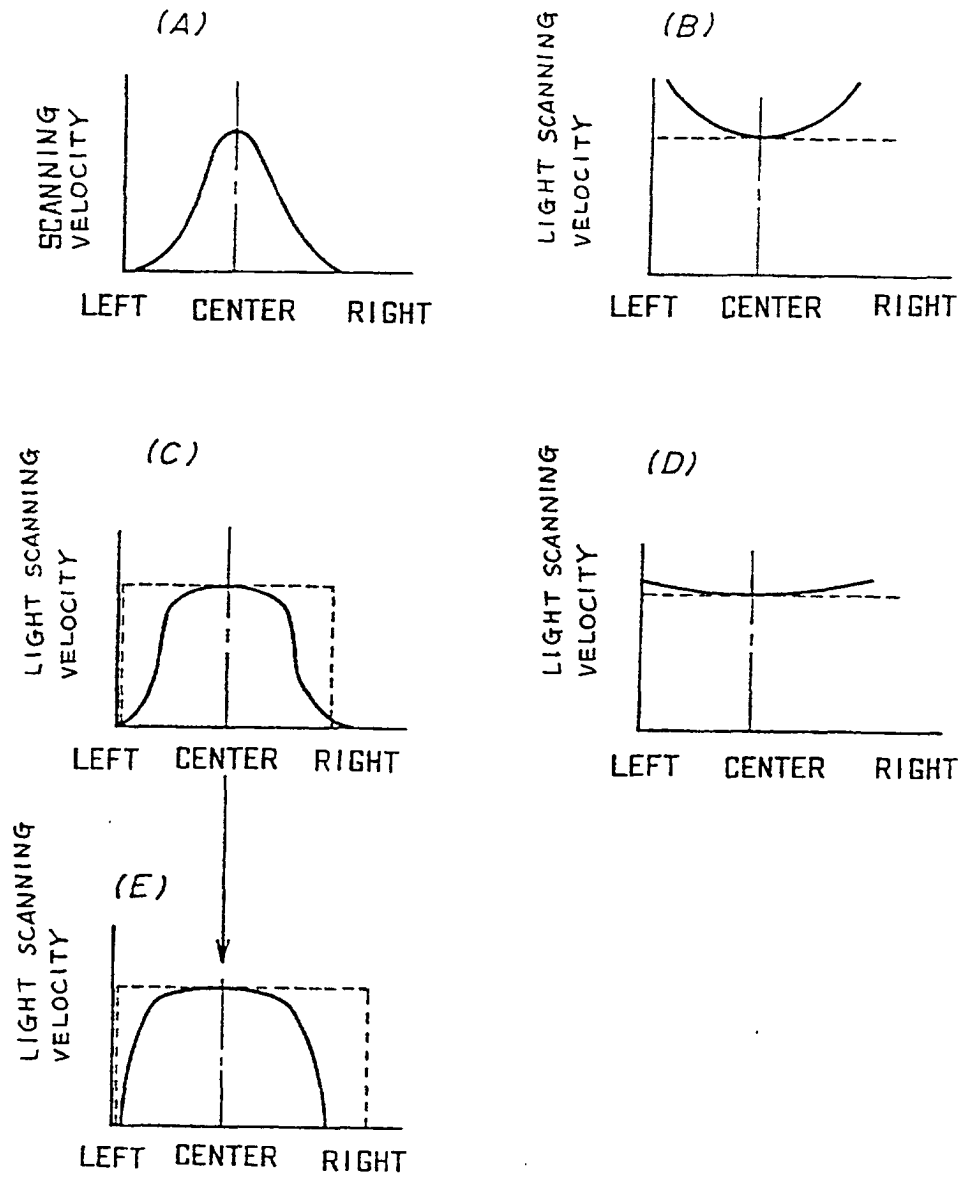 (A)
SCANNING
VELOCITY
LEFT CENTER RIGHT
(B)
LIGHT SCANNING
VELOCITY
LEFT CENTER RIGHT
(C)
LIGHT SCANNING
VELOCITY
LEFT CENTER RIGHT
(D)
LIGHT SCANNING
VELOCITY
LEFT CENTER RIGHT
(E)
LIGHT SCANNING
VELOCITY
LEFT CENTER RIGHT